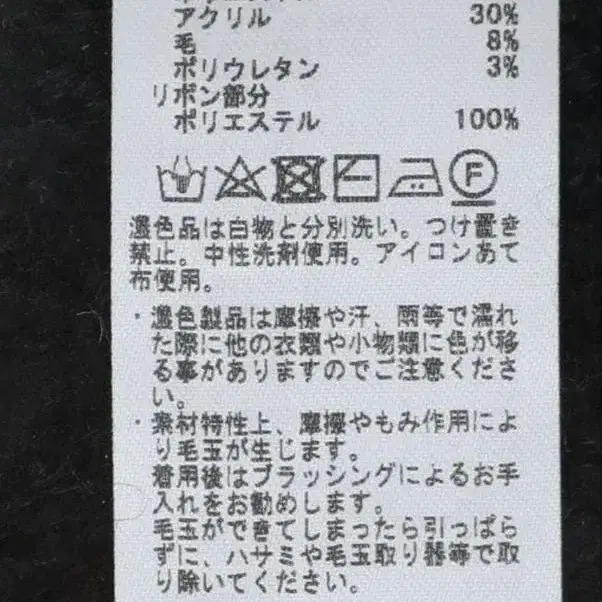 アクリル 30%
毛 8%
ポリウレタン 3%
リボン部分
ポリエステル 100%
F
濃色品は白物と分別洗い。つけ置き
禁止。中性洗剤使用。アイロンあて
布使用。
・濃色製品は摩擦や汗、雨等で濡れ
た際に他の衣類や小物類に色が移
る事がありますのでご注意くださ
い。
・素材特性上、摩擦やもみ作用によ
り毛玉が生じます。
着用後はブラッシングによるお手
入れをお勧めします。
毛玉ができてしまったら引っぱら
ずに、ハサミや毛玉取り器等で取
り除いてください。